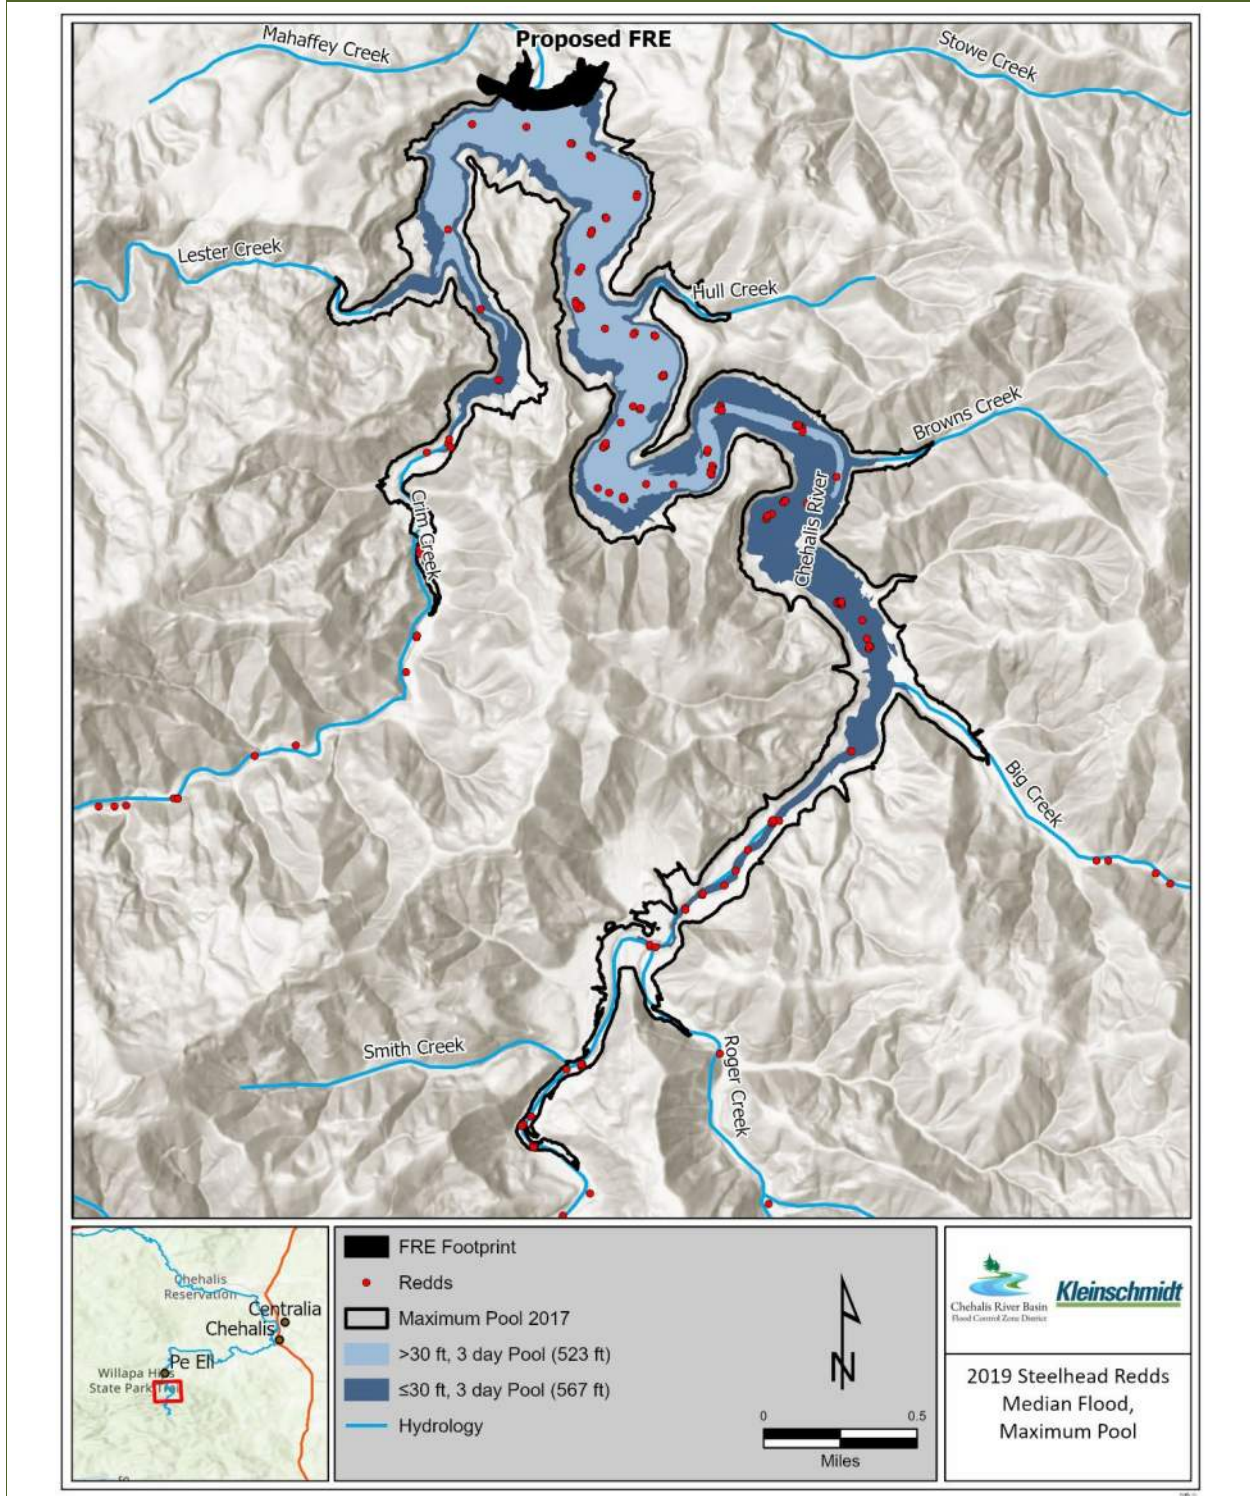 Proposed FRE
Mahaffey Creek
Stowe Creek
Lester Creek
Hull Creek
Browns Creek
Chehalis River
Crim Creek
Big Creek
Smith Creek
Roger Creek
Chehalis
Reservation
Centralia
Chehalis
Pe Ell
Willapa Hills
State Park Trail
FRE Footprint
Redds
Maximum Pool 2017
>30 ft, 3 day Pool (523 ft)
≤30 ft, 3 day Pool (567 ft)
Hydrology
N
0 0.5
Miles
Chehalis River Basin
Flood Control Zone District
Kleinschmidt
2019 Steelhead Redds
Median Flood,
Maximum Pool